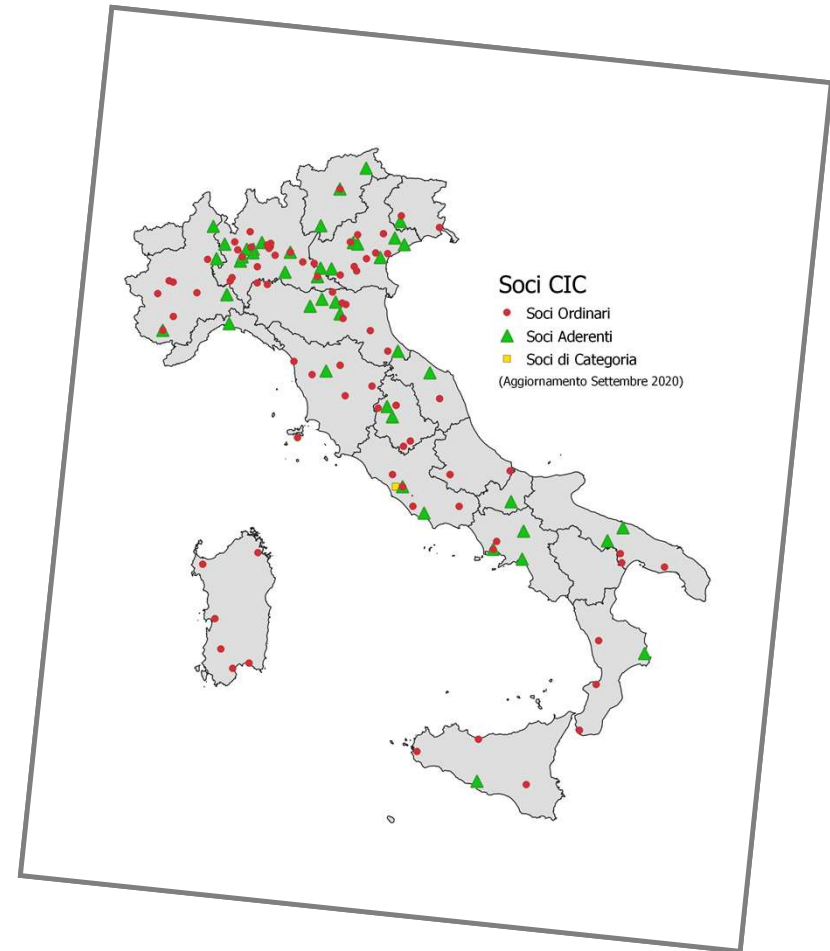 Soci CIC
Soci Ordinari
Soci Aderenti
Soci di Categoria
(Aggiornamento Settembre 2020)